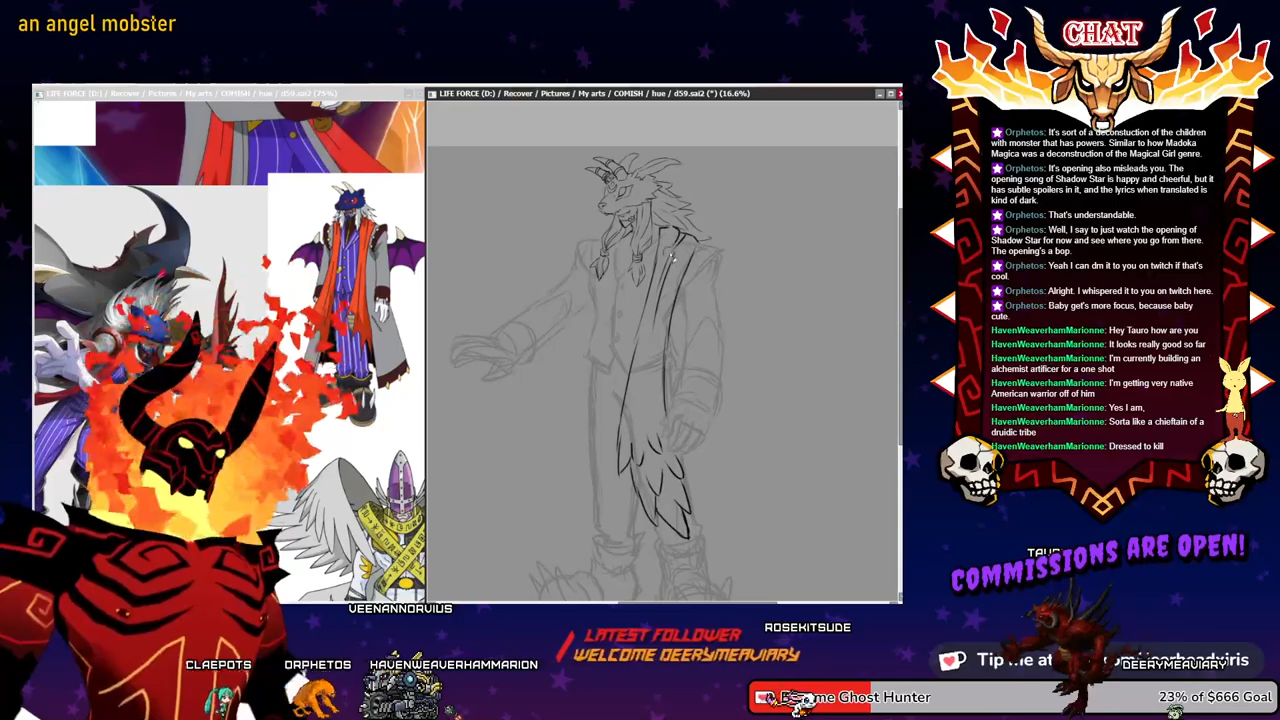 an angel mobster
LIFE FORCE (D:) / Recover / Pictures / My arts / COMISH / hue / d59.sai2 (75%)
LIFE FORCE (D:) / Recover / Pictures / My arts / COMISH / hue / d59.sai2 (*) (16.6%)
CHAT
Orphetos: It's sort of a deconstuction of the children
with monster that has powers. Similar to how Madoka
Magica was a deconstruction of the Magical Girl genre.
Orphetos: It's opening also misleads you. The
opening song of Shadow Star is happy and cheerful, but it
has subtle spoilers in it, and the lyrics when translated is
kind of dark.
Orphetos: That's understandable.
Orphetos: Well, I say to just watch the opening of
Shadow Star for now and see where you go from there.
The opening's a bop.
Orphetos: Yeah I can dm it to you on twitch if that's
cool.
Orphetos: Alright. I whispered it to you on twitch here.
Orphetos: Baby get's more focus, because baby
cute.
HavenWeaverhamMarionne: Hey Tauro how are you
HavenWeaverhamMarionne: It looks really good so far
HavenWeaverhamMarionne: I'm currently building an
alchemist artificer for a one shot
HavenWeaverhamMarionne: I'm getting very native
American warrior off of him
HavenWeaverhamMarionne: Yes I am,
HavenWeaverhamMarionne: Sorta like a chieftain of a
druidic tribe
HavenWeaverhamMarionne: Dressed to kill
COMMISSIONS ARE OPEN!
VEENANNORVIUS
ROSEKITSUDE
LATEST FOLLOWER
WELCOME DEERYMEAVIARY
CLAEPOTS
ORPHETOS
HAVENWEAVERHAMMARION
DEERYMEAVIARY
Tip me at
Ghost Hunter
23% of $666 Goal